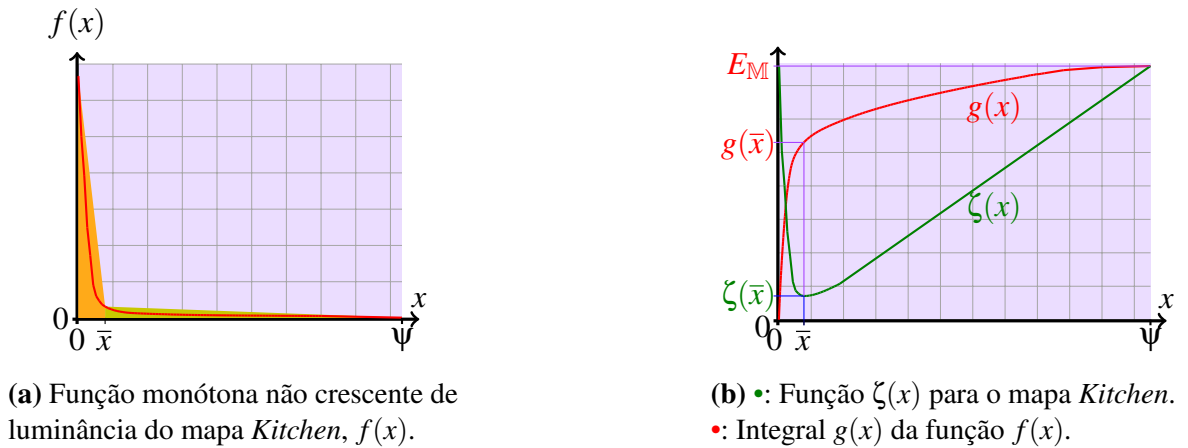 f(x)
0
0
x̄
x
ψ
(a) Função monótona não crescente de
luminância do mapa Kitchen, f(x).
E𝕄
g(x̄)
ζ(x̄)
0
0
x̄
g(x)
ζ(x)
x
ψ
(b) •: Função ζ(x) para o mapa Kitchen.
•: Integral g(x) da função f(x).